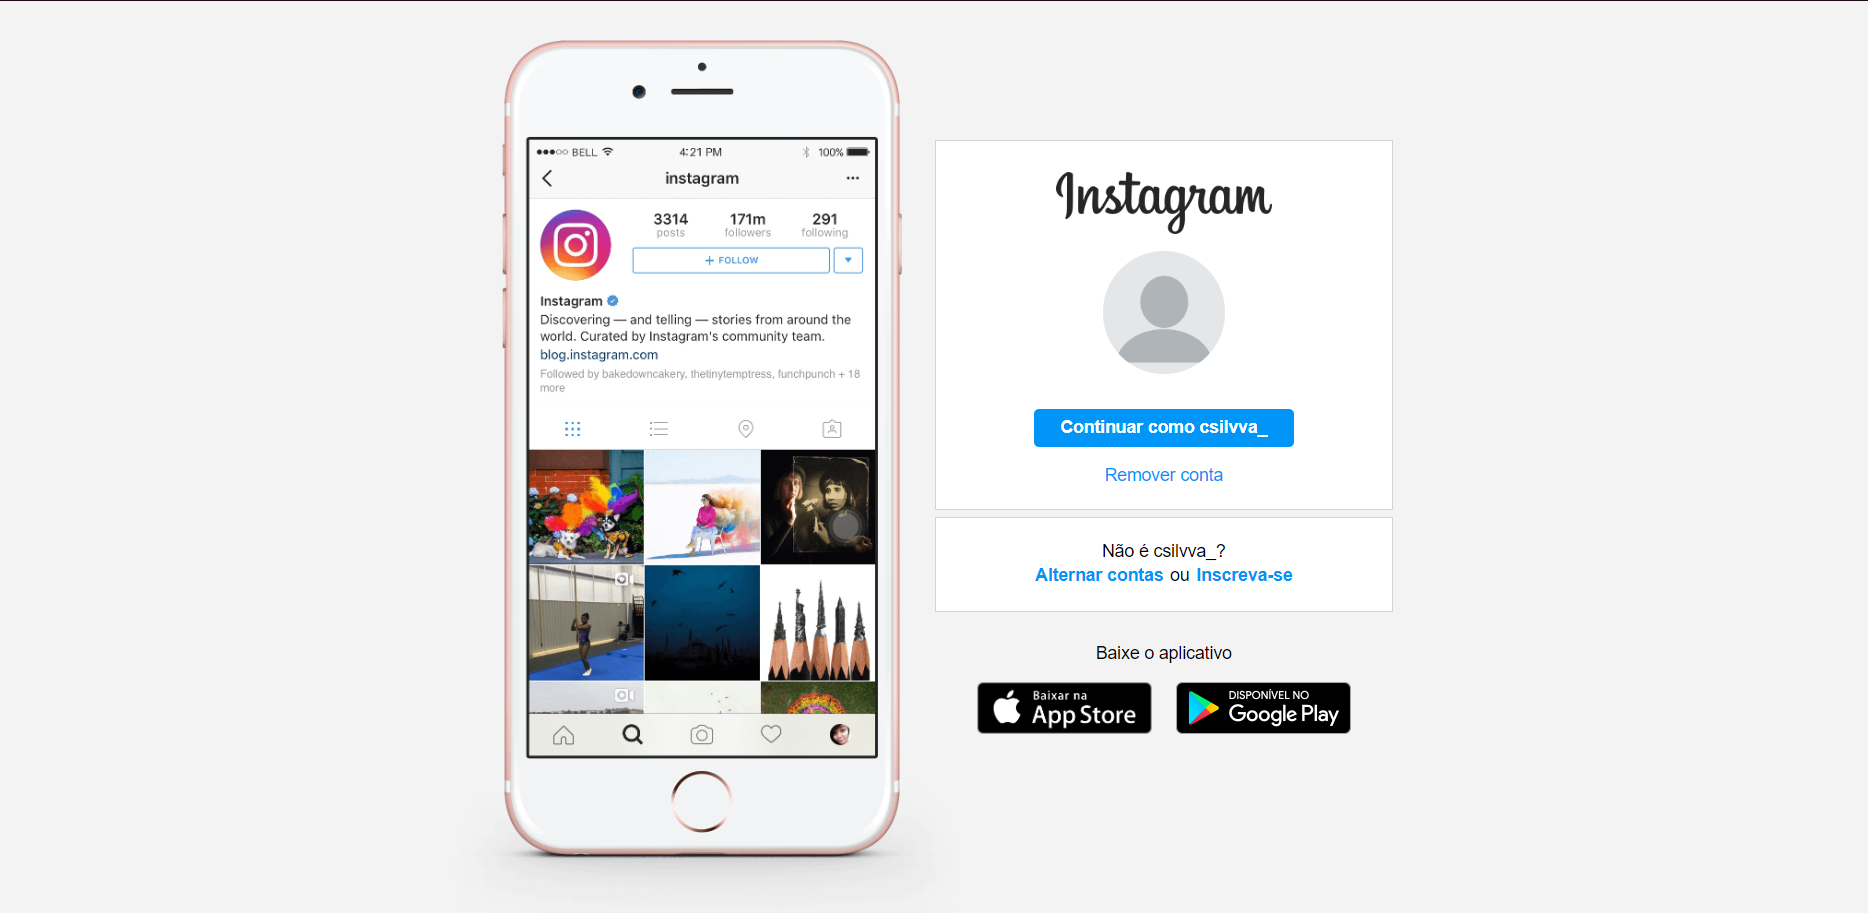 BELL 4:21 PM 100%
instagram
3314 171m 291
posts followers following
+ FOLLOW
Instagram
Discovering — and telling — stories from around the
world. Curated by Instagram's community team.
blog.instagram.com
Followed by bakedowncakery, thetinytemptress, funchpunch + 18
more
Instagram
Continuar como csilvva_
Remover conta
Não é csilvva_?
Alternar contas ou Inscreva-se
Baixe o aplicativo
Baixar na
App Store
DISPONÍVEL NO
Google Play